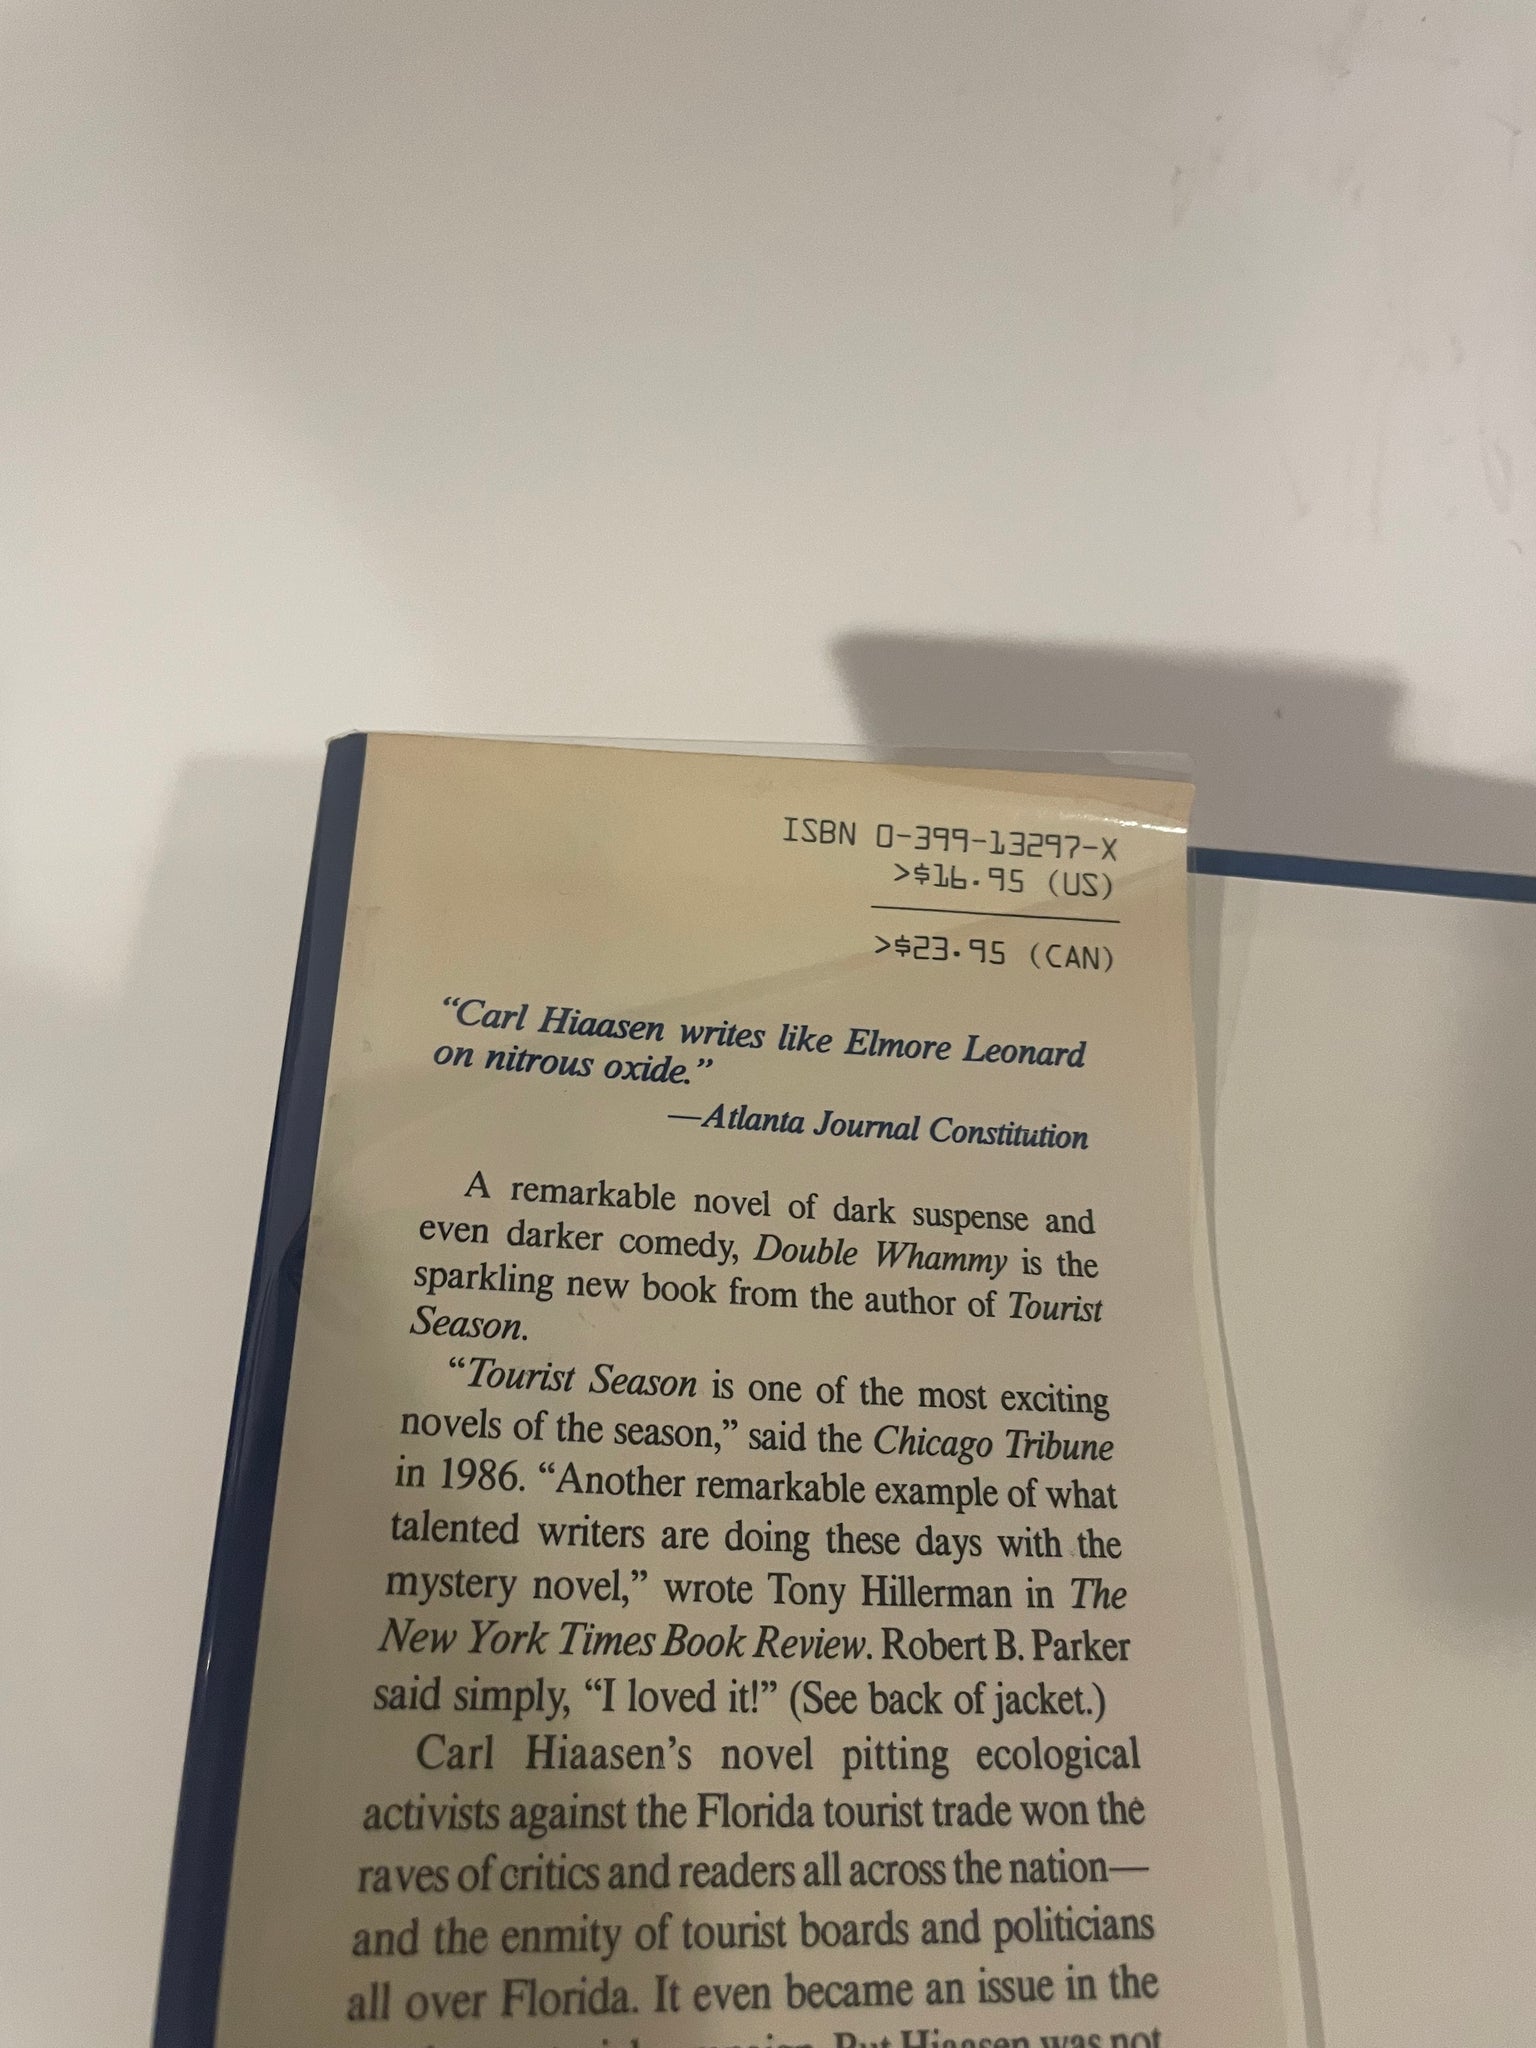 ISBN 0-399-13297-X
>$16.95 (US)
>$23.95 (CAN)
“Carl Hiaasen writes like Elmore Leonard
on nitrous oxide.”
—Atlanta Journal Constitution
A remarkable novel of dark suspense and
even darker comedy, Double Whammy is the
sparkling new book from the author of Tourist
Season.
“Tourist Season is one of the most exciting
novels of the season,” said the Chicago Tribune
in 1986. “Another remarkable example of what
talented writers are doing these days with the
mystery novel,” wrote Tony Hillerman in The
New York Times Book Review. Robert B. Parker
said simply, “I loved it!” (See back of jacket.)
Carl Hiaasen’s novel pitting ecological
activists against the Florida tourist trade won the
raves of critics and readers all across the nation—
and the enmity of tourist boards and politicians
all over Florida. It even became an issue in the
But Hiaasen was not